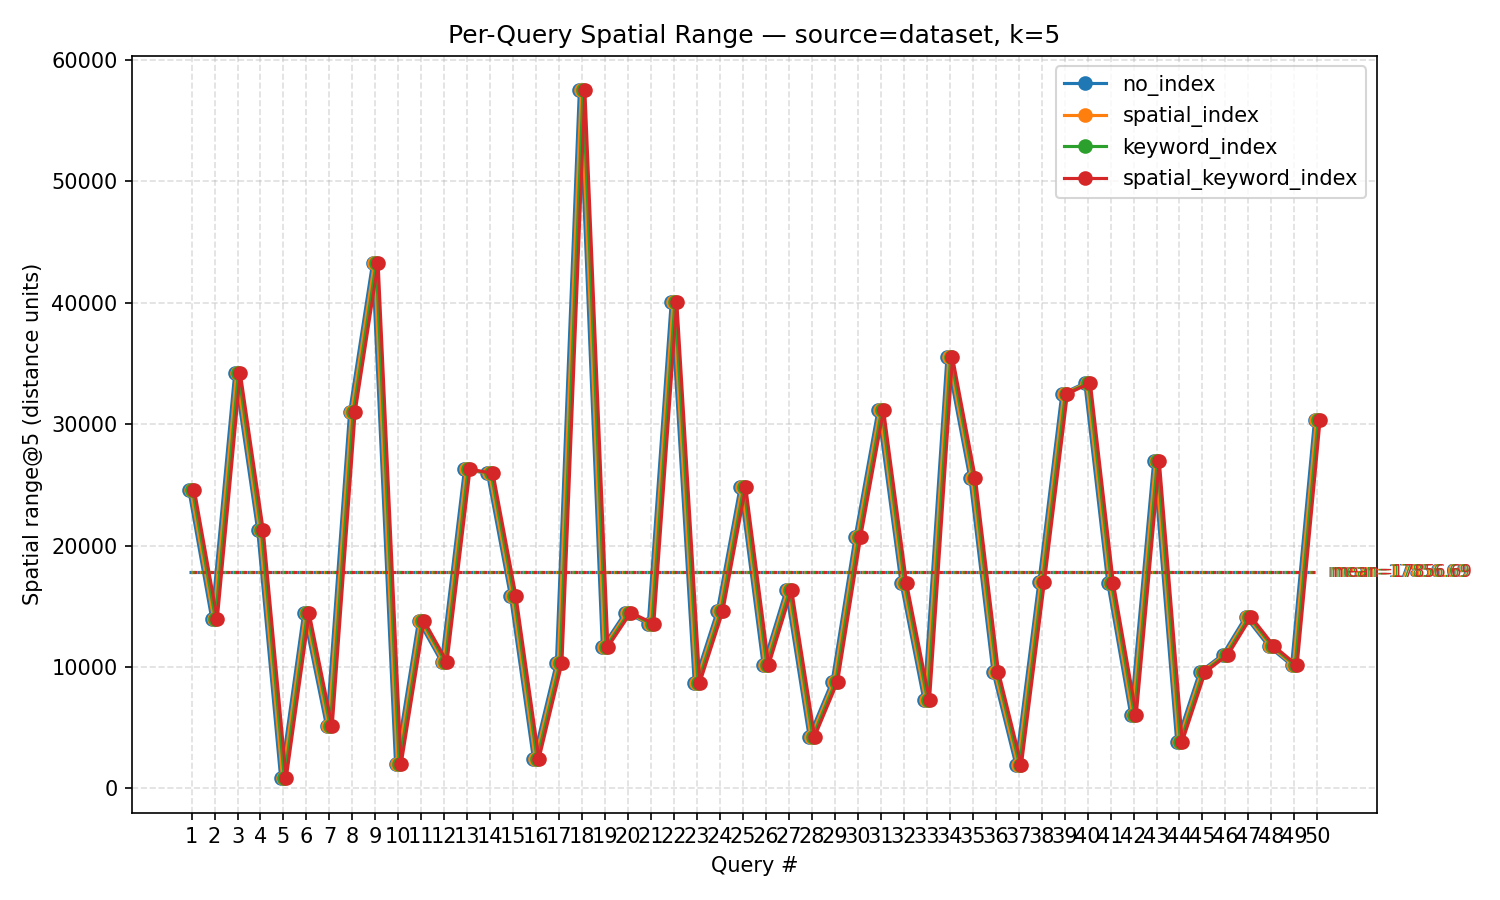 Per-Query Spatial Range — source=dataset, k=5
no_index
spatial_index
keyword_index
spatial_keyword_index
Spatial range@5 (distance units)
60000
50000
40000
30000
20000
10000
0
mean=17856.69
1 2 3 4 5 6 7 8 9 10 11 12 13 14 15 16 17 18 19 20 21 22 23 24 25 26 27 28 29 30 31 32 33 34 35 36 37 38 39 40 41 42 43 44 45 46 47 48 49 50
Query #